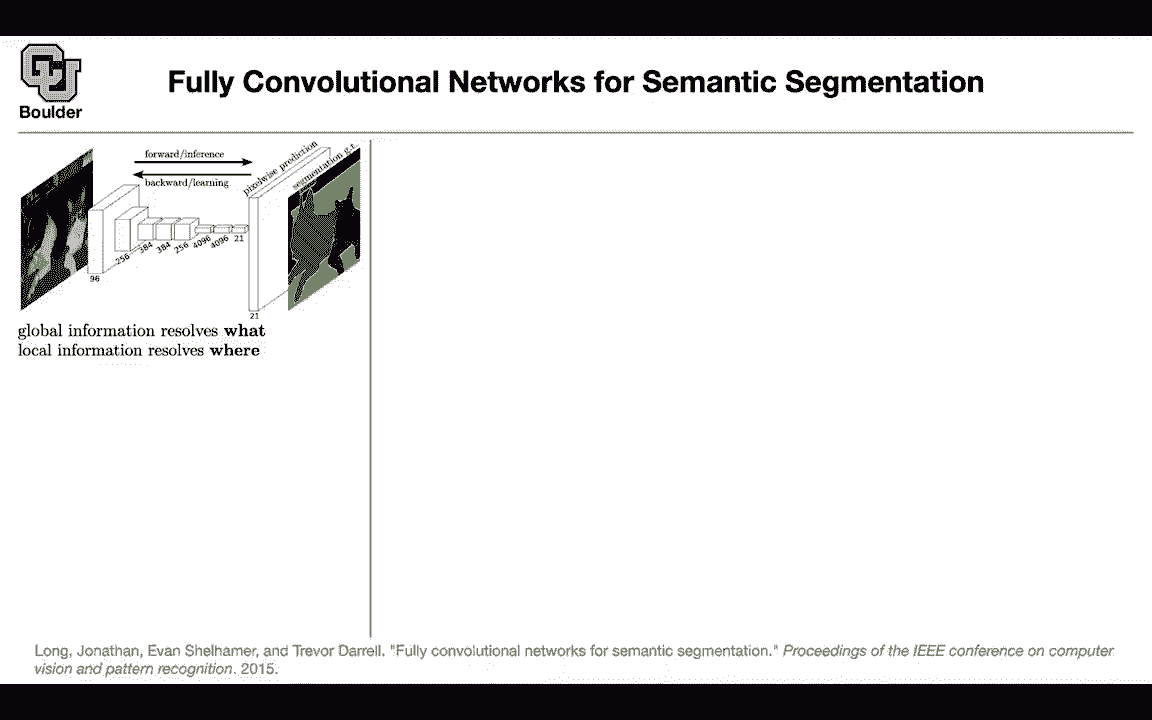 Boulder
Fully Convolutional Networks for Semantic Segmentation
forward/inference
backward/learning
pixelwise prediction
segmentation g.t.
96
256
384
384
256
4096
4096
21
21
global information resolves what
local information resolves where
Long, Jonathan, Evan Shelhamer, and Trevor Darrell. "Fully convolutional networks for semantic segmentation." Proceedings of the IEEE conference on computer
vision and pattern recognition. 2015.